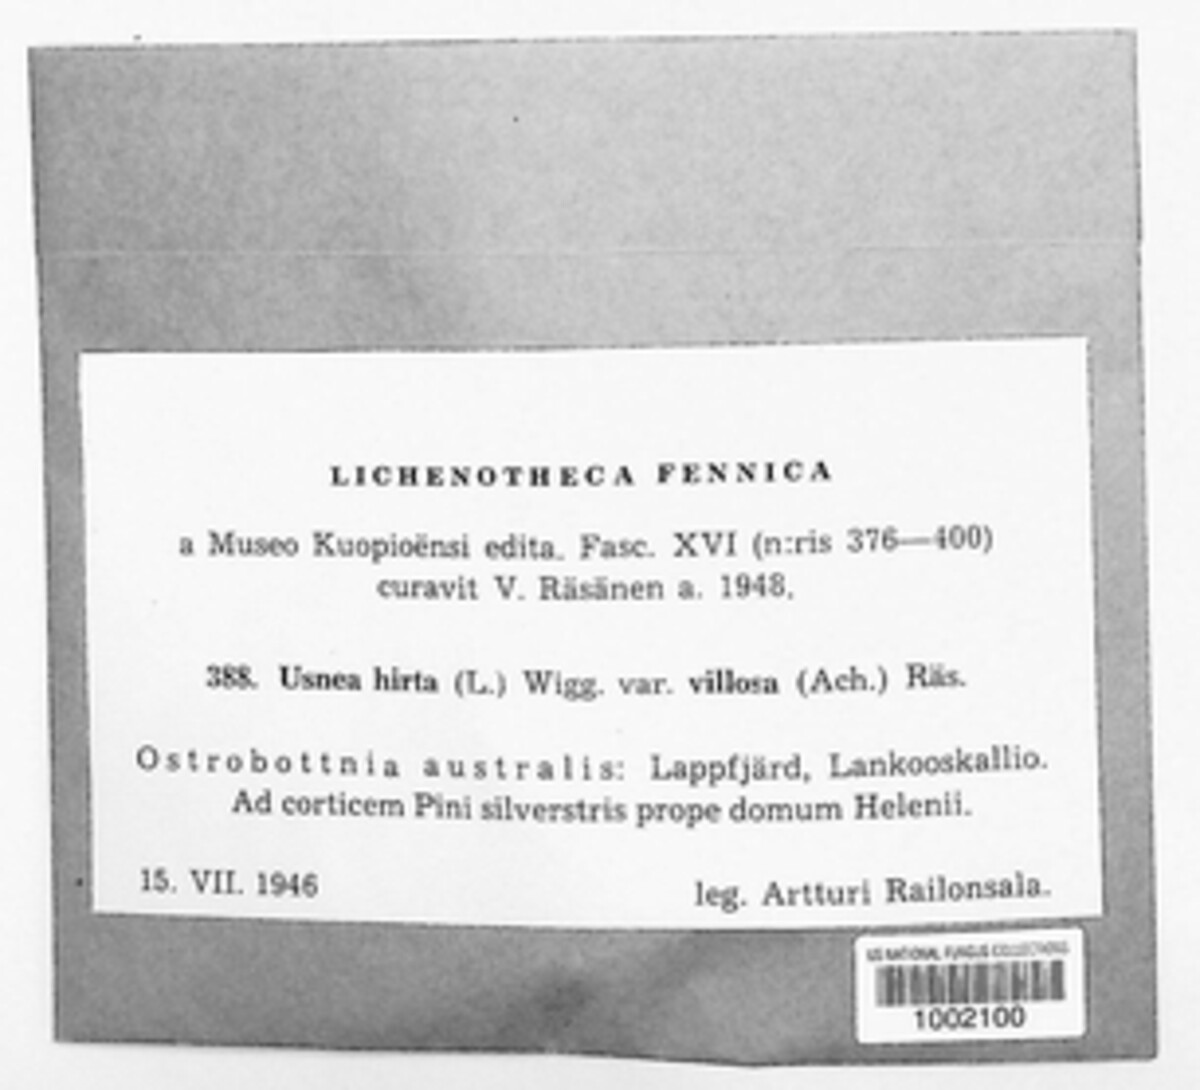 LICHENOTHECA FENNICA
a Museo Kuopioënsi edita. Fasc. XVI (n:ris 376—400)
curavit V. Räsänen a. 1948.
388. Usnea hirta (L.) Wigg. var. villosa (Ach.) Räs.
Ostrobottnia australis: Lappfjärd, Lankooskallio.
Ad corticem Pini silverstris prope domum Helenii.
15. VII. 1946 leg. Artturi Railonsala.
US NATIONAL FUNGUS COLLECTIONS
1002100